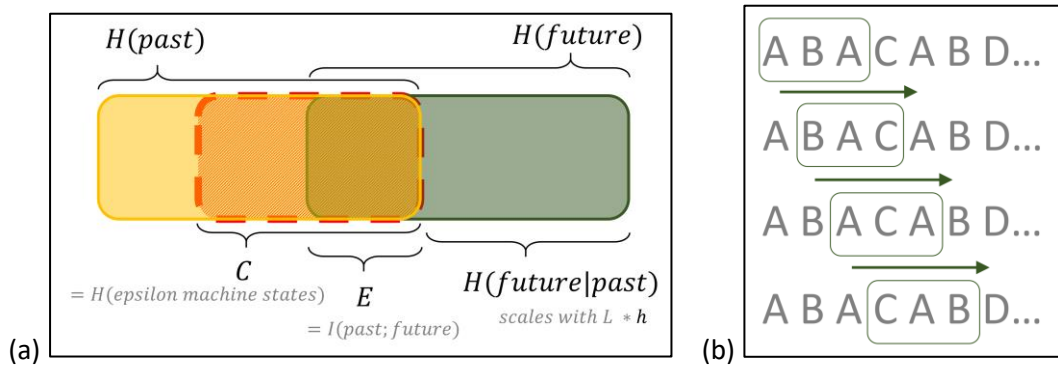 H(past)
H(future)
C
= H(epsilon machine states)
E
= I(past; future)
H(future|past)
scales with L * h
(a)
A B A C A B D...
A B A C A B D...
A B A C A B D...
A B A C A B D...
(b)